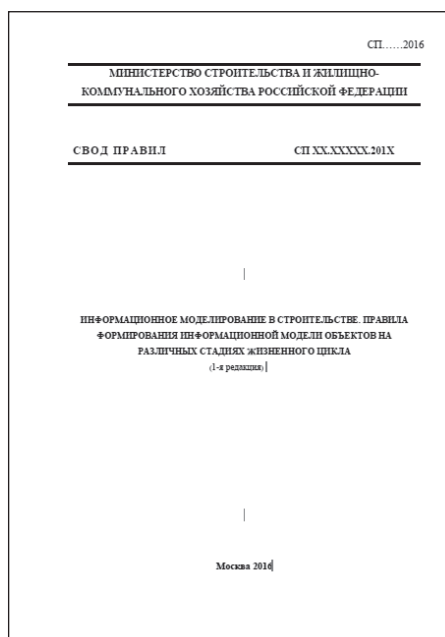 СП……2016
МИНИСТЕРСТВО СТРОИТЕЛЬСТВА И ЖИЛИЩНО-
КОММУНАЛЬНОГО ХОЗЯЙСТВА РОССИЙСКОЙ ФЕДЕРАЦИИ
СВОД ПРАВИЛ СП XX.XXXXX.201X
ИНФОРМАЦИОННОЕ МОДЕЛИРОВАНИЕ В СТРОИТЕЛЬСТВЕ. ПРАВИЛА
ФОРМИРОВАНИЯ ИНФОРМАЦИОННОЙ МОДЕЛИ ОБЪЕКТОВ НА
РАЗЛИЧНЫХ СТАДИЯХ ЖИЗНЕННОГО ЦИКЛА
(1-я редакция)
Москва 2016